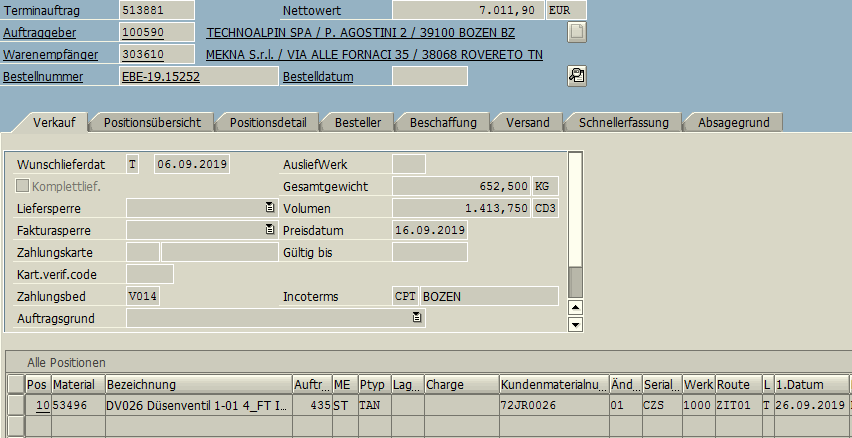 Terminauftrag 513881 Nettowert 7.011,90 EUR
Auftraggeber 100590 TECHNOALPIN SPA / P. AGOSTINI 2 / 39100 BOZEN BZ
Warenempfänger 303610 MEKNA S.r.l. / VIA ALLE FORNACI 35 / 38068 ROVERETO TN
Bestellnummer EBE-19.15252 Bestelldatum
Verkauf Positionsübersicht Positionsdetail Besteller Beschaffung Versand Schnellerfassung Absagegrund
Wunschlieferdat T 06.09.2019 AusliefWerk
Komplettlief. Gesamtgewicht 652,500 KG
Liefersperre Volumen 1.413,750 CD3
Fakturasperre Preisdatum 16.09.2019
Zahlungskarte Gültig bis
Kart.verif.code
Zahlungsbed V014 Incoterms CPT BOZEN
Auftragsgrund
Alle Positionen
Pos Material Bezeichnung Auftr... ME Ptyp Lag... Charge Kundenmaterialnu... Änd... Serial... Werk Route L 1.Datum
10 53496 DV026 Düsenventil 1-01 4_FT I... 435 ST TAN 72JR0026 01 CZS 1000 ZIT01 T 26.09.2019